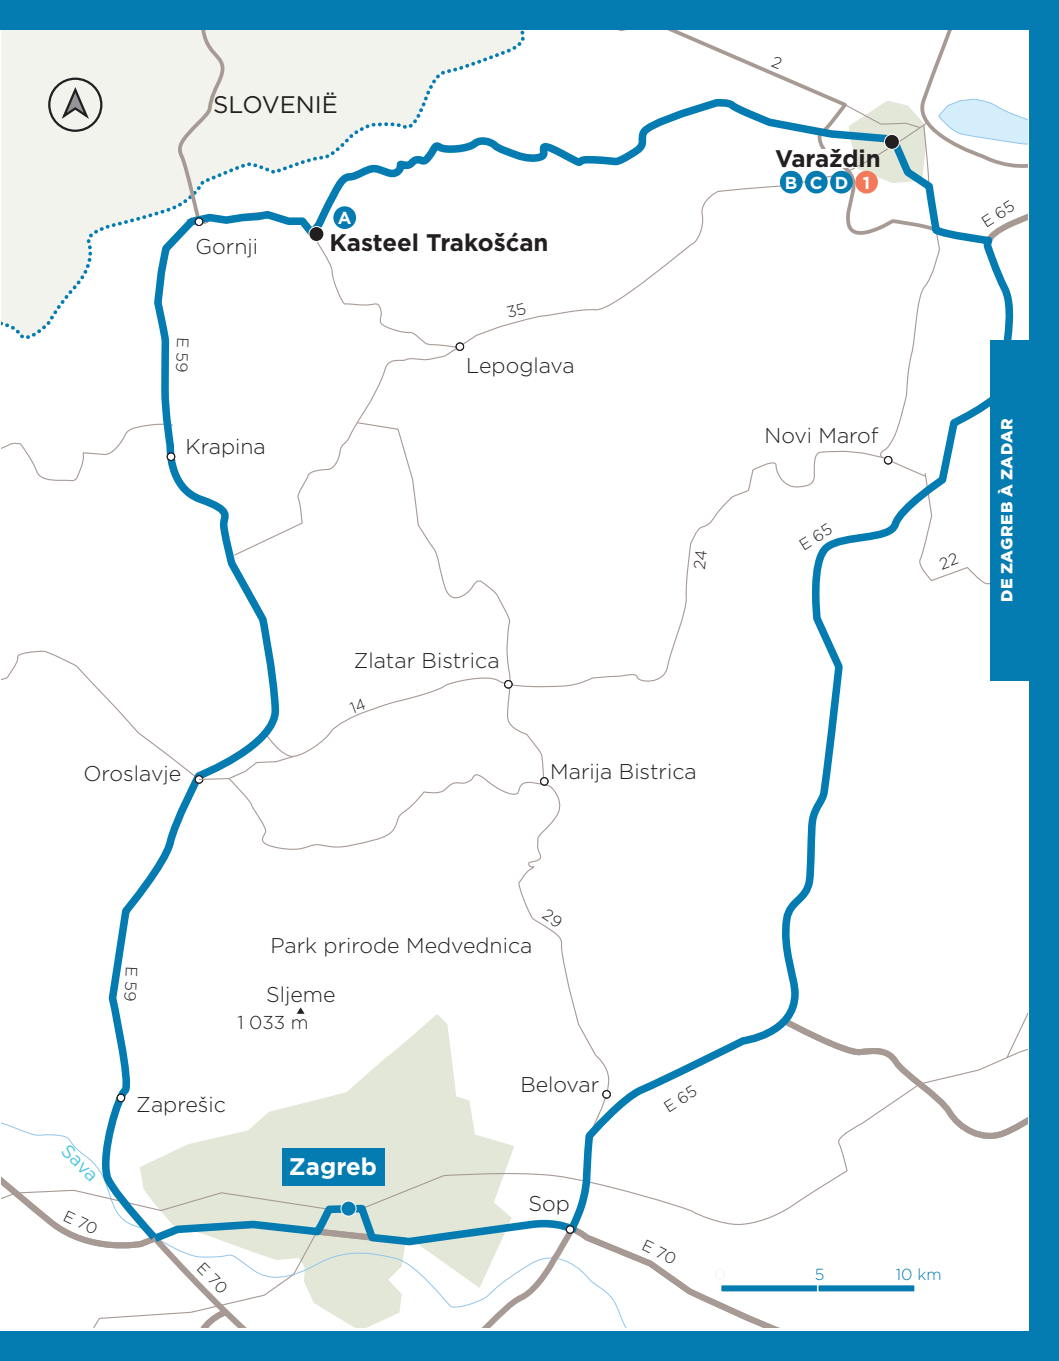 2
SLOVENIË
Varaždin
B C D 1
E 65
A
Gornji
Kasteel Trakošćan
35
E 59
Lepoglava
Krapina
Novi Marof
DE ZAGREB À ZADAR
E 65
24
22
Zlatar Bistrica
14
Oroslavje
Marija Bistrica
29
Park prirode Medvednica
E 59
Sljeme
1 033 m
Belovar
E 65
Zaprešic
Sava
Zagreb
Sop
E 70
E 70
E 70
0 5 10 km